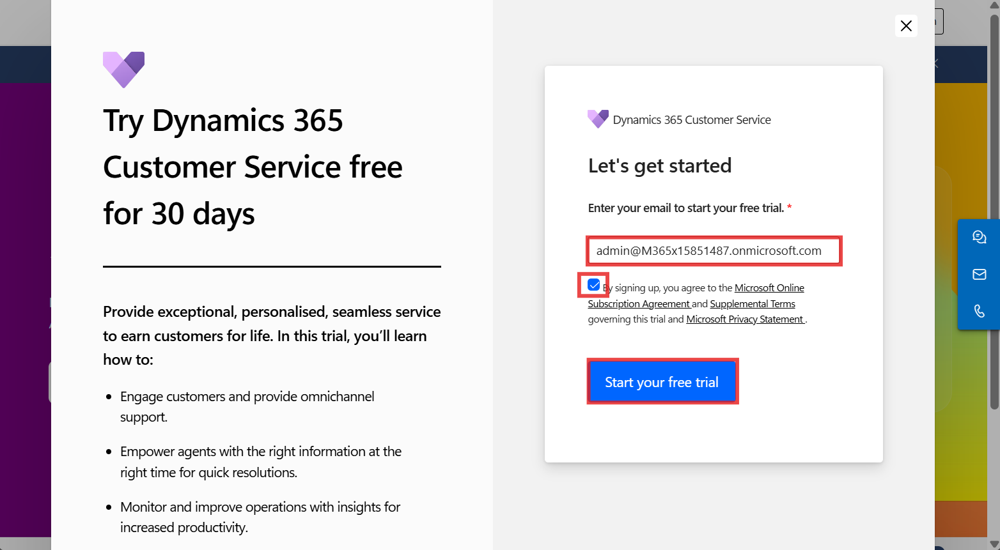 Try Dynamics 365
Customer Service free
for 30 days
Provide exceptional, personalised, seamless service
to earn customers for life. In this trial, you’ll learn
how to:
Engage customers and provide omnichannel
support.
Empower agents with the right information at the
right time for quick resolutions.
Monitor and improve operations with insights for
increased productivity.
Dynamics 365 Customer Service
Let's get started
Enter your email to start your free trial. *
admin@M365x15851487.onmicrosoft.com
By signing up, you agree to the Microsoft Online
Subscription Agreement and Supplemental Terms
governing this trial and Microsoft Privacy Statement .
Start your free trial